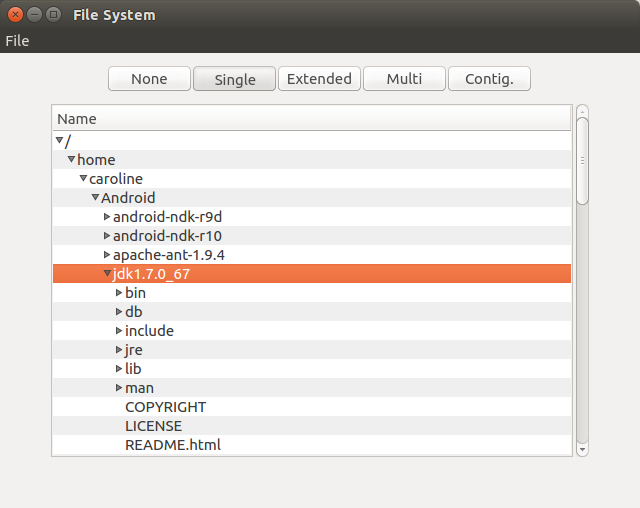 File System
File
None Single Extended Multi Contig.
Name
/
home
caroline
Android
android-ndk-r9d
android-ndk-r10
apache-ant-1.9.4
jdk1.7.0_67
bin
db
include
jre
lib
man
COPYRIGHT
LICENSE
README.html